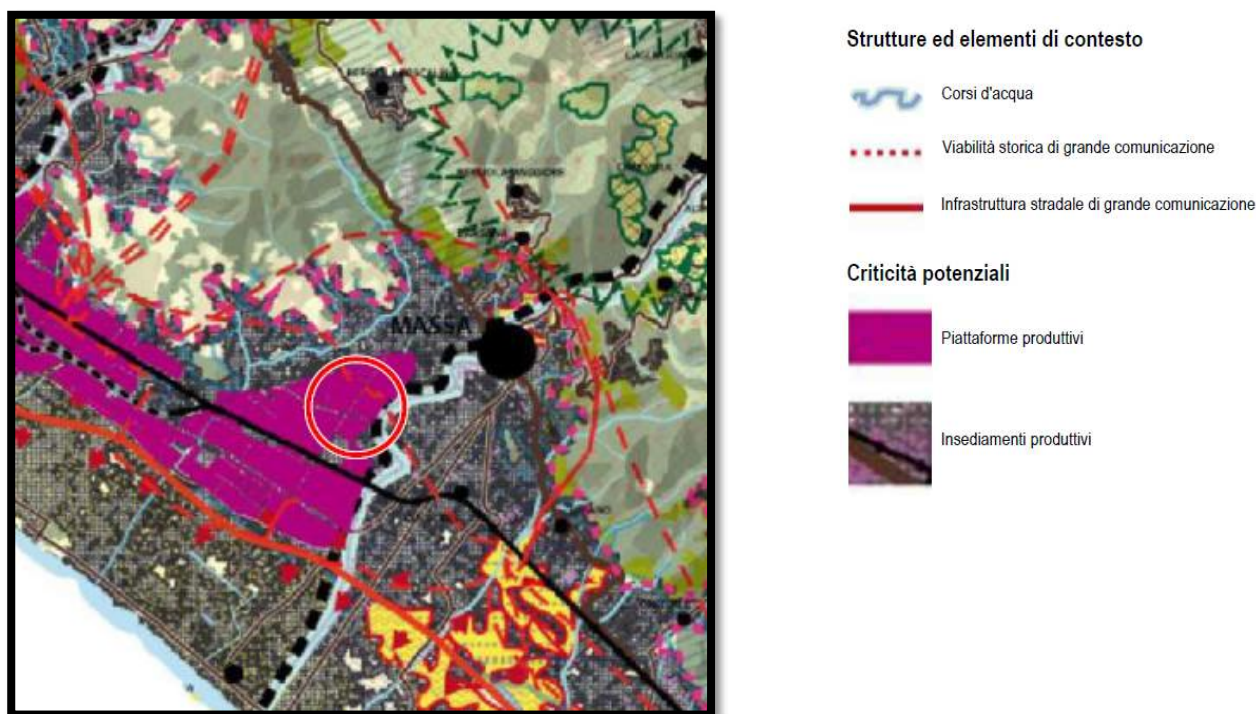 MASSA
Strutture ed elementi di contesto
Corsi d'acqua
Viabilità storica di grande comunicazione
Infrastruttura stradale di grande comunicazione
Criticità potenziali
Piattaforme produttivi
Insediamenti produttivi